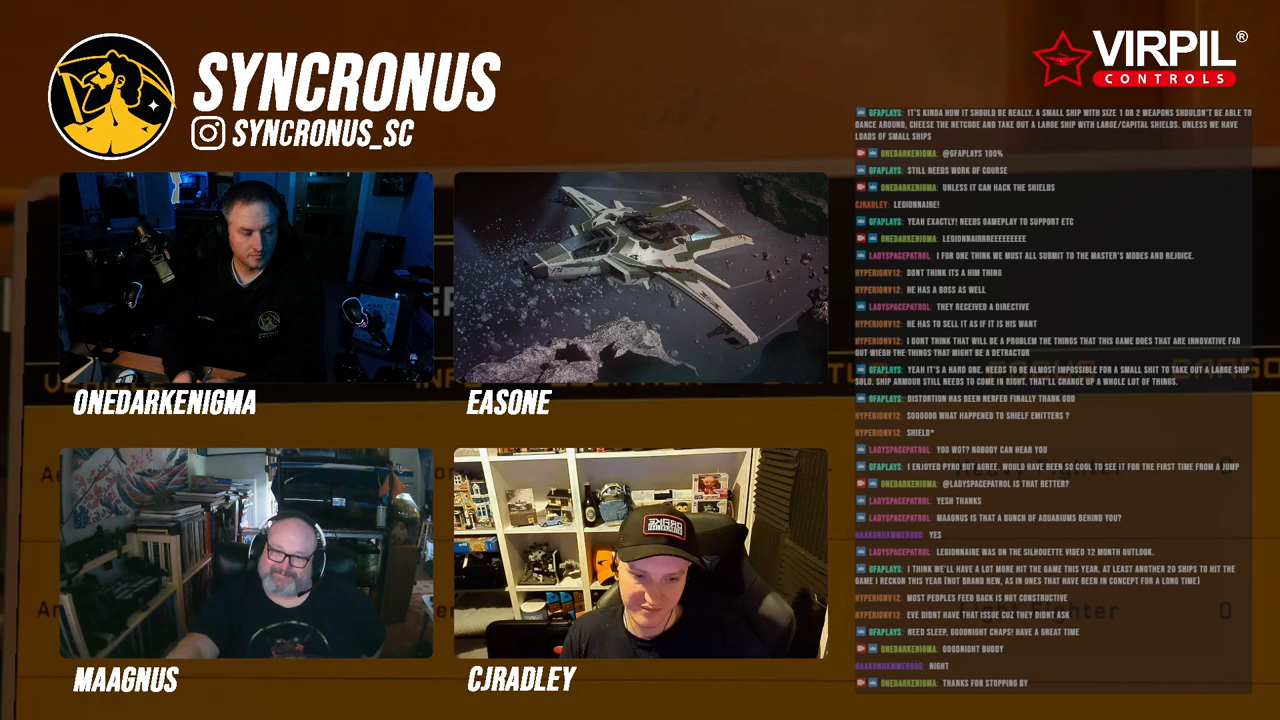 SYNCRONUS
SYNCRONUS_SC
VIRPIL®
CONTROLS
ONEDARKENIGMA
EASONE
MAAGNUS
CJRADLEY
GFAPLAYS: IT'S KINDA HOW IT SHOULD BE REALLY. A SMALL SHIP WITH SIZE 1 OR 2 WEAPONS SHOULDN'T BE ABLE TO
DANCE AROUND, CHEESE THE NETCODE AND TAKE OUT A LARGE SHIP WITH LARGE/CAPITAL SHIELDS. UNLESS WE HAVE
LOADS OF SMALL SHIPS
ONEDARKENIGMA: @GFAPLAYS 100%
GFAPLAYS: STILL NEEDS WORK OF COURSE
ONEDARKENIGMA: UNLESS IT CAN HACK THE SHIELDS
CJRADLEY: LEGIONNAIRE!
GFAPLAYS: YEAH EXACTLY! NEEDS GAMEPLAY TO SUPPORT ETC
ONEDARKENIGMA: LEGIONNAIRRREEEEEEEEE
LADYSPACEPATROL: I FOR ONE THINK WE MUST ALL SUBMIT TO THE MASTER'S MODES AND REJOICE.
HYPERIONV12: DONT THINK ITS A HIM THING
HYPERIONV12: HE HAS A BOSS AS WELL
LADYSPACEPATROL: THEY RECEIVED A DIRECTIVE
HYPERIONV12: HE HAS TO SELL IT AS IF IT IS HIS WANT
HYPERIONV12: I DONT THINK THAT WILL BE A PROBLEM THE THINGS THAT THIS GAME DOES THAT ARE INNOVATIVE FAR
OUT WIEGH THE THINGS THAT MIGHT BE A DETRACTOR
GFAPLAYS: YEAH IT'S A HARD ONE. NEEDS TO BE ALMOST IMPOSSIBLE FOR A SMALL SHIT TO TAKE OUT A LARGE SHIP
SOLO. SHIP ARMOUR STILL NEEDS TO COME IN RIGHT. THAT'LL CHANGE UP A WHOLE LOT OF THINGS.
GFAPLAYS: DISTORTION HAS BEEN NERFED FINALLY THANK GOD
HYPERIONV12: SOOOOOO WHAT HAPPENED TO SHIELF EMITTERS ?
HYPERIONV12: SHIELD*
LADYSPACEPATROL: YOU WOT? NOBODY CAN HEAR YOU
GFAPLAYS: I ENJOYED PYRO BUT AGREE. WOULD HAVE BEEN SO COOL TO SEE IT FOR THE FIRST TIME FROM A JUMP
ONEDARKENIGMA: @LADYSPACEPATROL IS THAT BETTER?
LADYSPACEPATROL: YESH THANKS
LADYSPACEPATROL: MAAGNUS IS THAT A BUNCH OF AQUARIUMS BEHIND YOU?
YES
LADYSPACEPATROL: LEGIONNAIRE WAS ON THE SILHOUETTE VIDEO 12 MONTH OUTLOOK.
GFAPLAYS: I THINK WE'LL HAVE A LOT MORE HIT THE GAME THIS YEAR. AT LEAST ANOTHER 20 SHIPS TO HIT THE
GAME I RECKON THIS YEAR (NOT BRAND NEW, AS IN ONES THAT HAVE BEEN IN CONCEPT FOR A LONG TIME)
HYPERIONV12: MOST PEOPLES FEED BACK IS NOT CONSTRUCTIVE
HYPERIONV12: EVE DIDNT HAVE THAT ISSUE CUZ THEY DIDNT ASK
GFAPLAYS: NEED SLEEP, GOODNIGHT CHAPS! HAVE A GREAT TIME
ONEDARKENIGMA: GOODNIGHT BUDDY
NIGHT
ONEDARKENIGMA: THANKS FOR STOPPING BY
Light Fighter 0